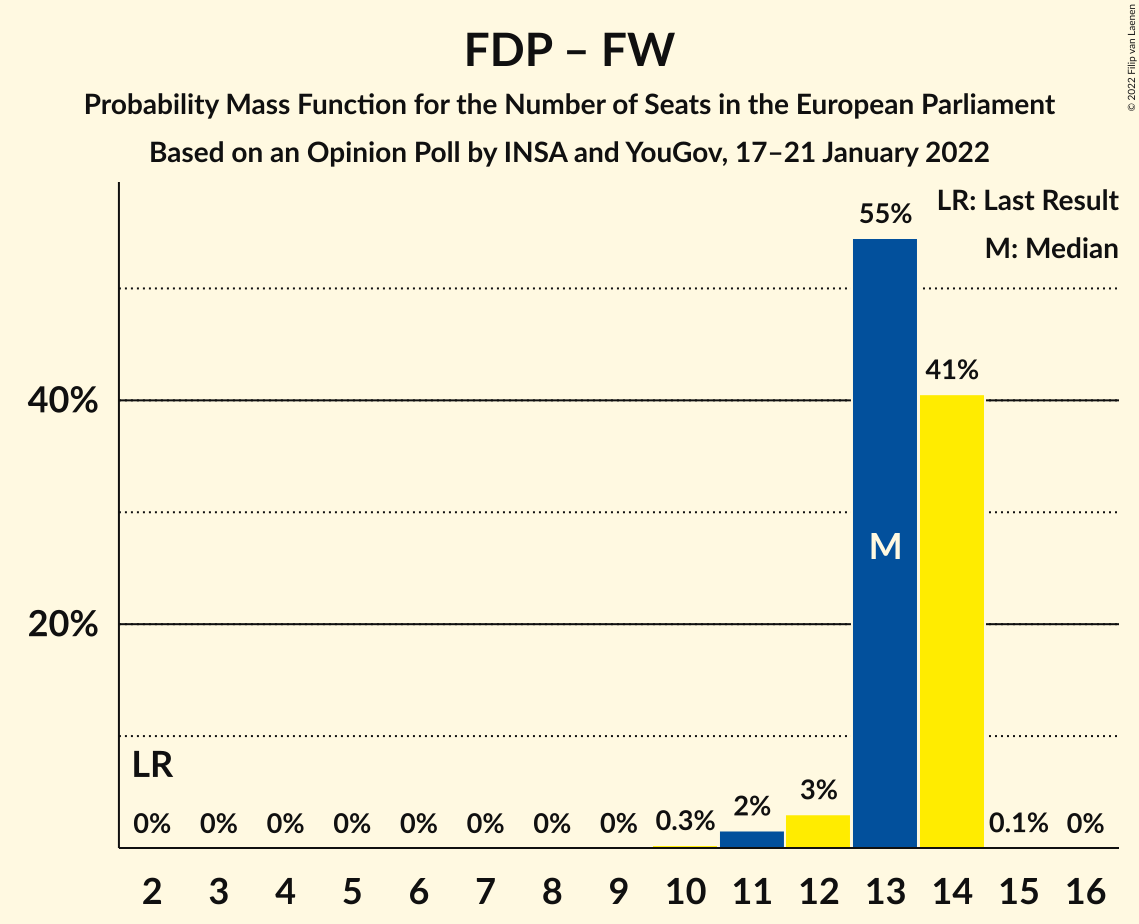 FDP – FW
Probability Mass Function for the Number of Seats in the European Parliament
Based on an Opinion Poll by INSA and YouGov, 17–21 January 2022
© 2022 Filip van Laenen
LR: Last Result
M: Median
55%
41%
40%
M
20%
LR
0% 0% 0% 0% 0% 0% 0% 0% 0.3% 2% 3% 0.1% 0%
2 3 4 5 6 7 8 9 10 11 12 13 14 15 16